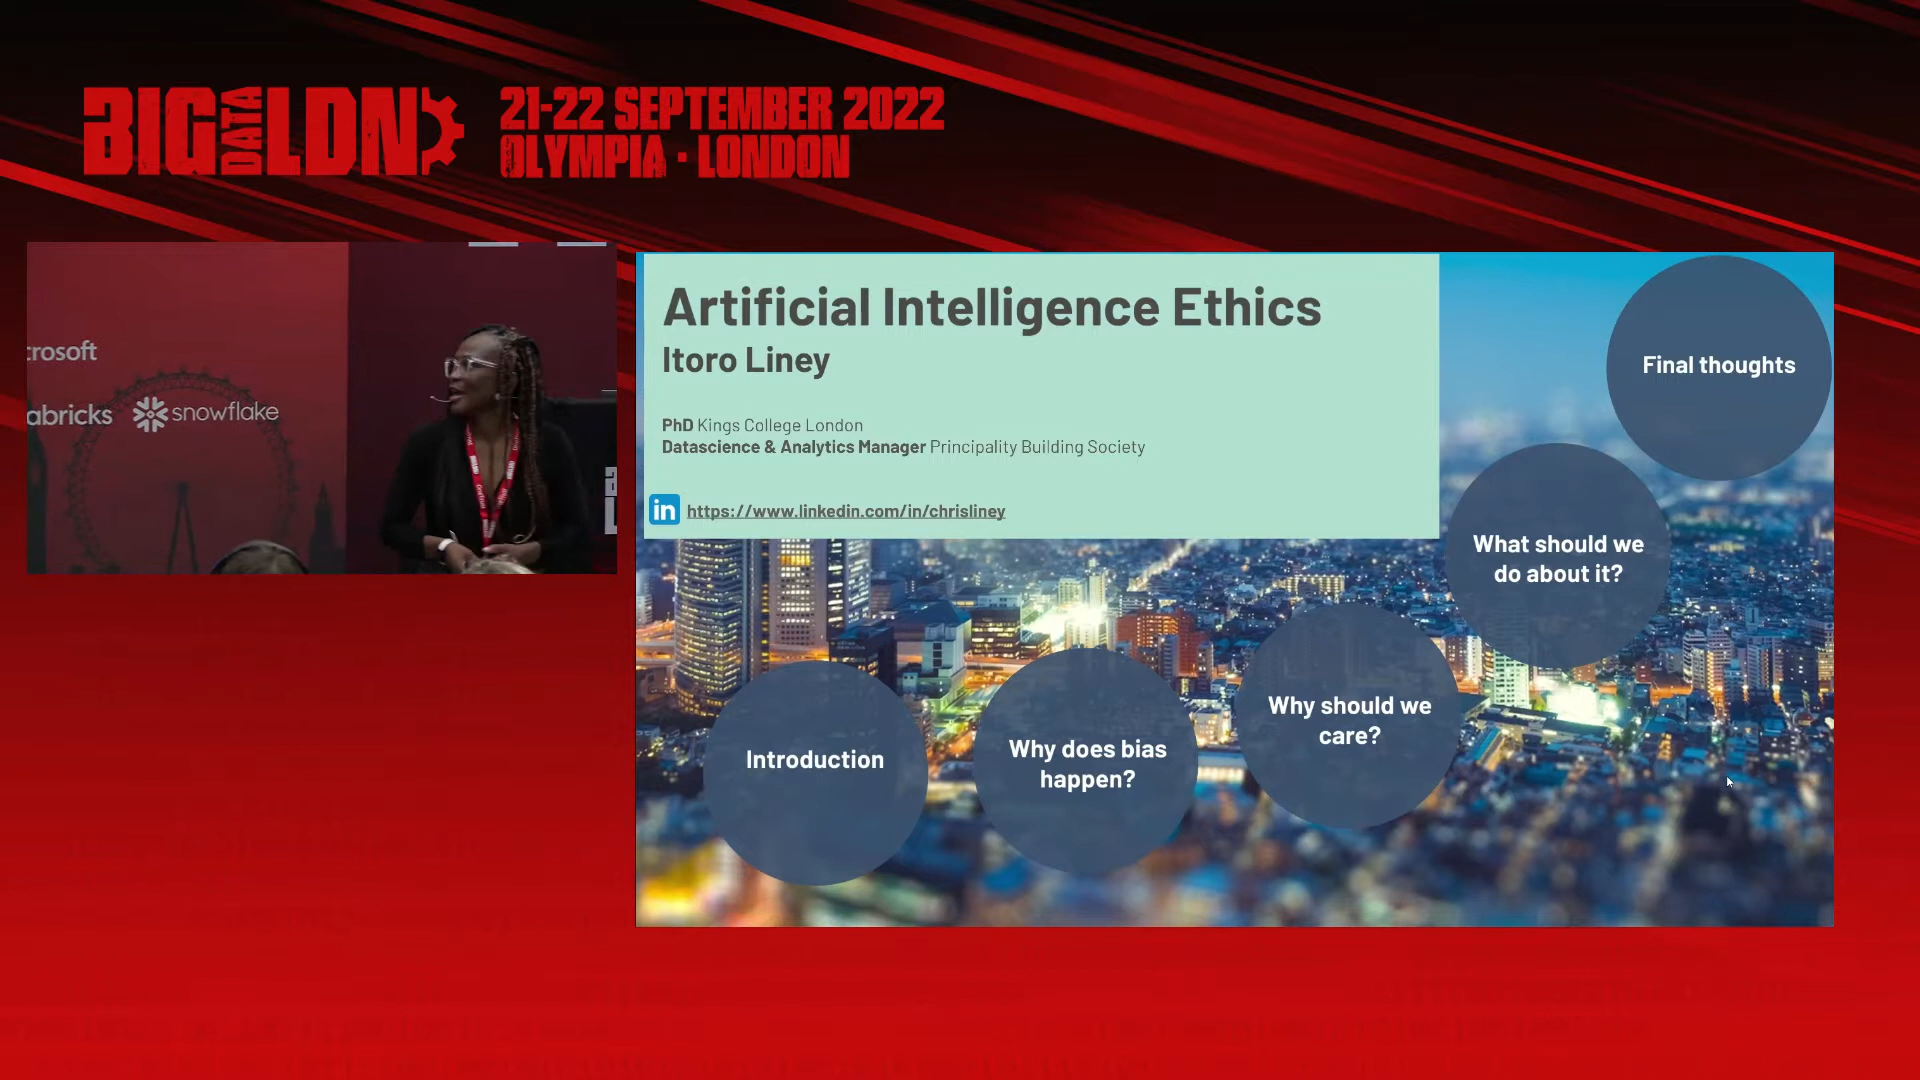 BIG DATA LDN
21-22 SEPTEMBER 2022
OLYMPIA · LONDON
crosoft
abricks
snowflake
Artificial Intelligence Ethics
Itoro Liney
PhD Kings College London
Datascience & Analytics Manager Principality Building Society
in https://www.linkedin.com/in/chrisliney
Final thoughts
What should we
do about it?
Why should we
care?
Why does bias
happen?
Introduction